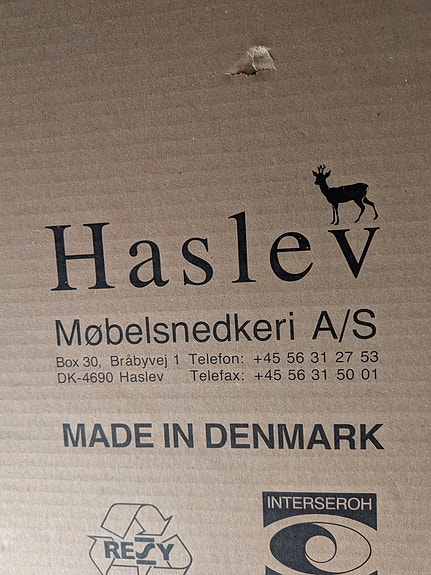 Haslev
Møbelsnedkeri A/S
Box 30, Bråbyvej 1 Telefon: +45 56 31 27 53
DK-4690 Haslev Telefax: +45 56 31 50 01
MADE IN DENMARK
INTERSEROH
RESY